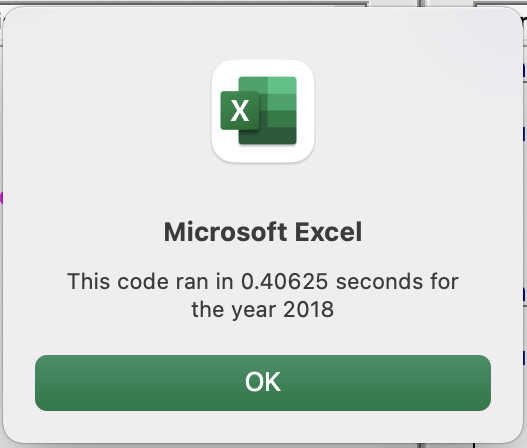 X
Microsoft Excel
This code ran in 0.40625 seconds for
the year 2018
OK